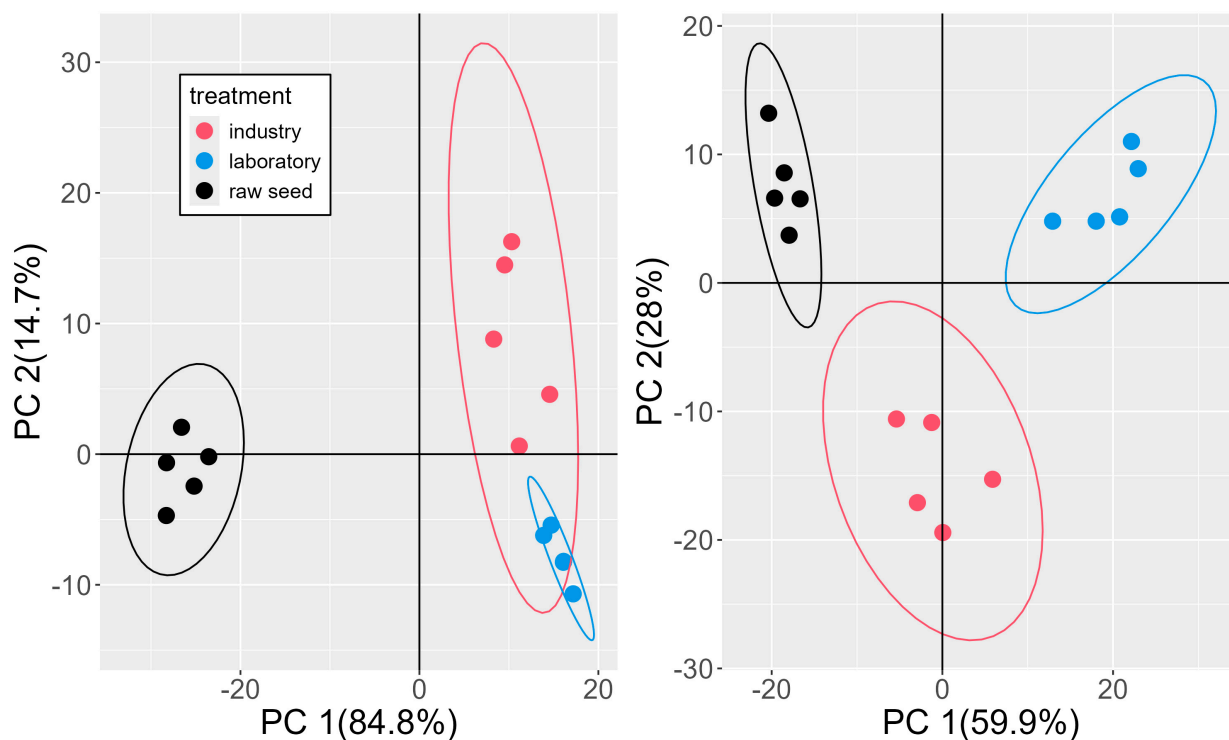 30
20
10
0
-10
-20
0
20
PC 2(14.7%)
PC 1(84.8%)
treatment
industry
laboratory
raw seed
20
10
0
-10
-20
-30
-20
0
20
PC 2(28%)
PC 1(59.9%)